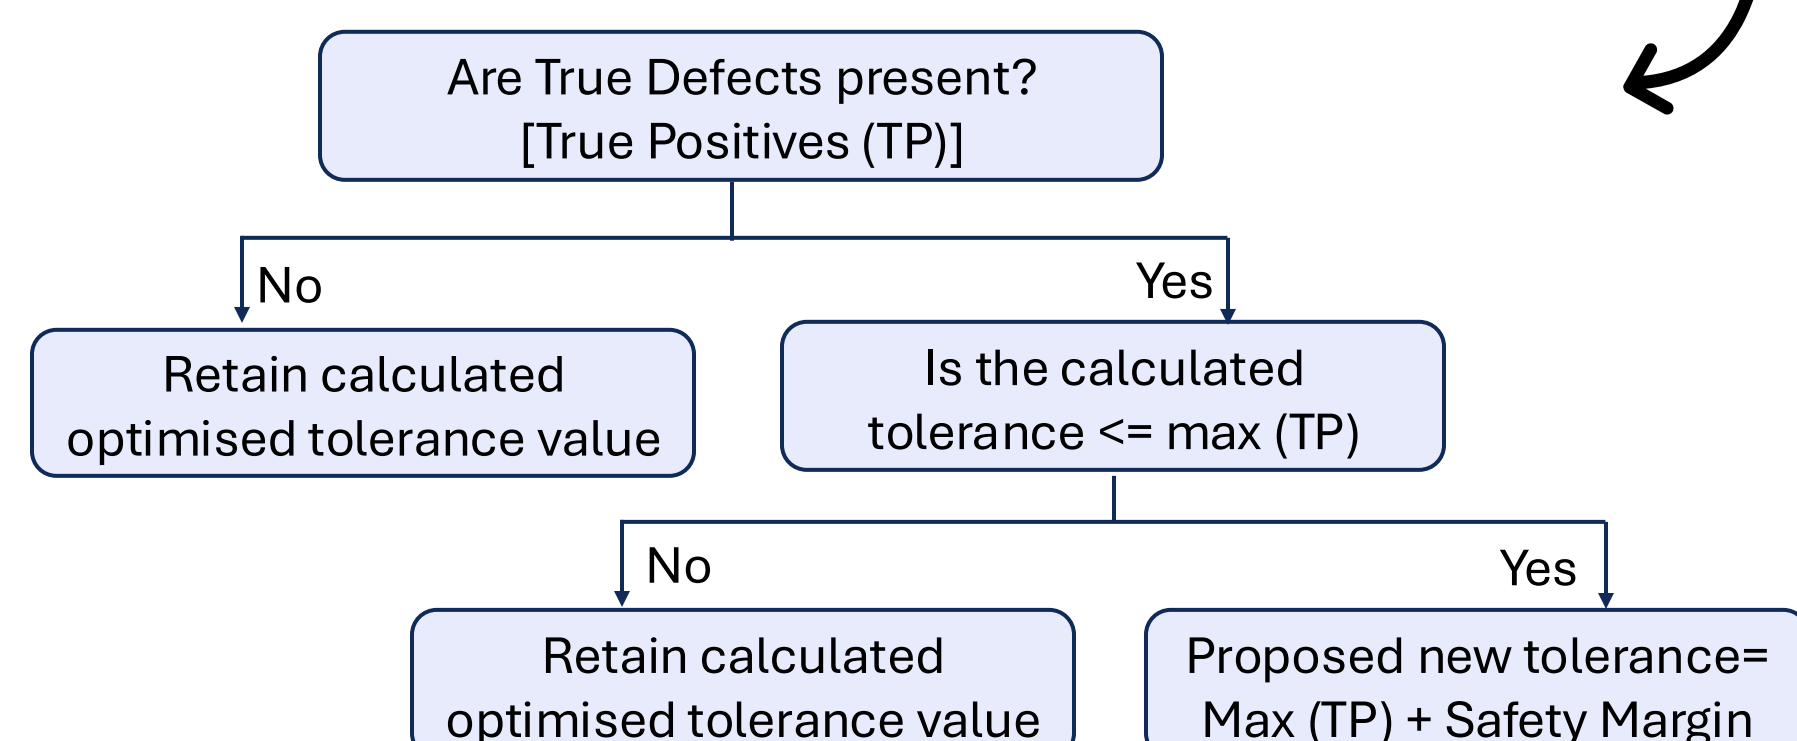 Are True Defects present?
[True Positives (TP)]
No
Yes
Retain calculated
optimised tolerance value
Is the calculated
tolerance <= max (TP)
No
Yes
Retain calculated
optimised tolerance value
Proposed new tolerance=
Max (TP) + Safety Margin